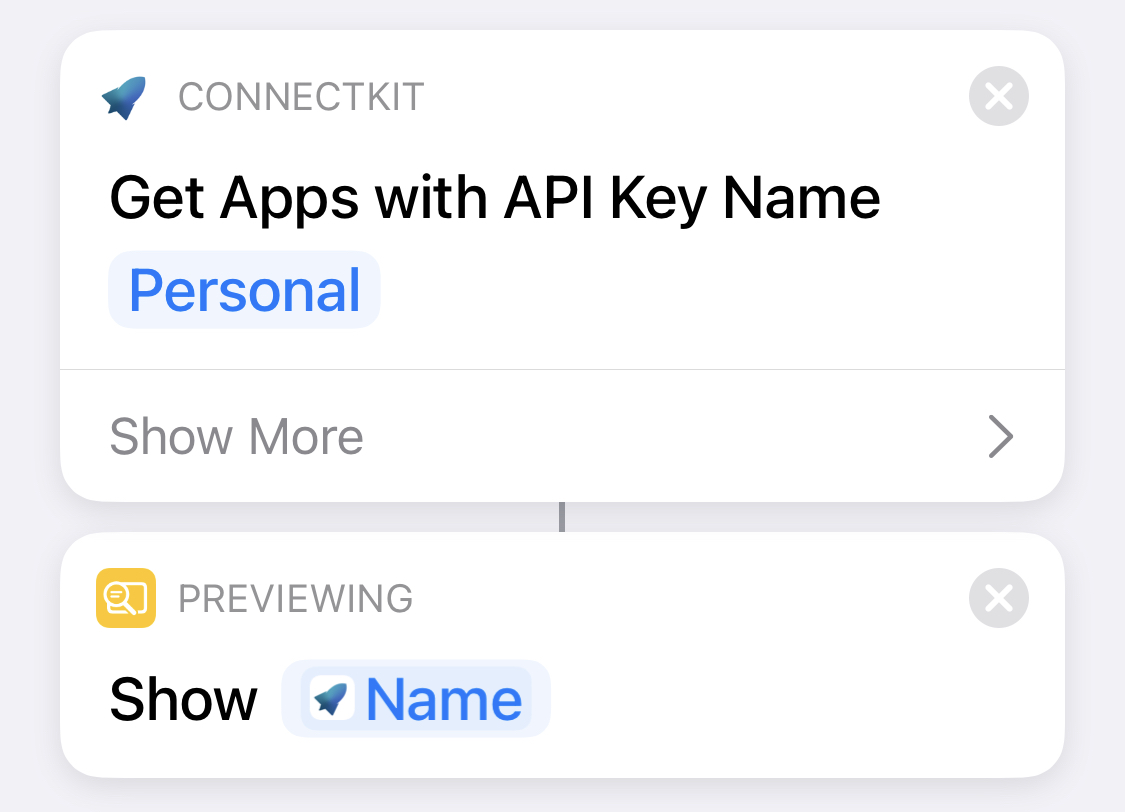 CONNECTKIT
Get Apps with API Key Name
Personal
Show More
PREVIEWING
Show Name